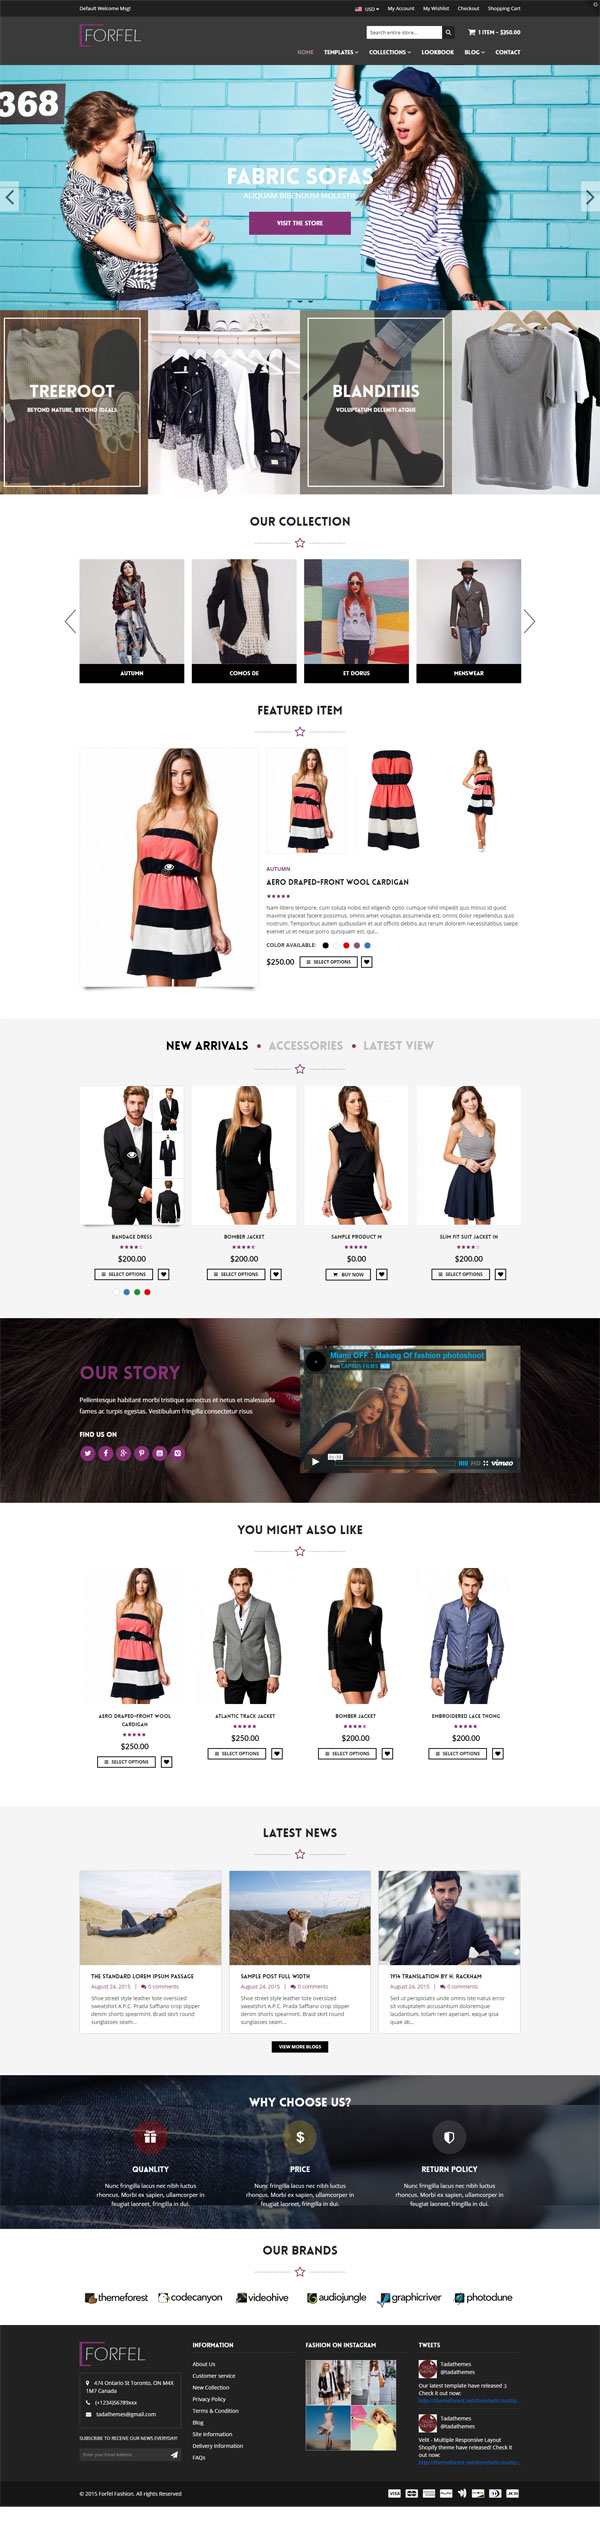 Default Welcome Msg!
USD
My Account
My Wishlist
Checkout
Shopping Cart
FORFEL
Search entire store...
1 ITEM - $350.00
HOME
TEMPLATES
COLLECTIONS
LOOKBOOK
BLOG
CONTACT
368
FABRIC SOFAS
ALIQUAM BIBENDUM MOLESTIE
VISIT THE STORE
TREEROOT
BEYOND NATURE, BEYOND IDEALS
BLANDITIIS
VOLUPTATUM DELENITI ATQUE
OUR COLLECTION
AUTUMN
COMOS DE
ET DORUS
MENSWEAR
FEATURED ITEM
AUTUMN
AERO DRAPED-FRONT WOOL CARDIGAN
Nam libero tempore, cum soluta nobis est eligendi optio cumque nihil impedit quo minus id quod
maxime placeat facere possimus, omnis amet voluptas assumenda est, omnis dolor repellendus quis
nostrum. Temporibus autem quibusdam et aut officiis debitis aut rerum dolorem necessitatibus saepe
eveniet ut et neque porro quisquam est, qui...
COLOR AVAILABLE:
$250.00
SELECT OPTIONS
NEW ARRIVALS
ACCESSORIES
LATEST VIEW
BANDAGE DRESS
$200.00
SELECT OPTIONS
BOMBER JACKET
$200.00
SELECT OPTIONS
SAMPLE PRODUCT M
$0.00
BUY NOW
SLIM FIT SUIT JACKET IN
$200.00
SELECT OPTIONS
OUR STORY
Pellentesque habitant morbi tristique senectus et netus et malesuada
fames ac turpis egestas. Vestibulum fringilla consectetur risus
FIND US ON
Miami OFF : Making Of fashion photoshoot
from CAPRISS FILMS
HD
vimeo
YOU MIGHT ALSO LIKE
AERO DRAPED-FRONT WOOL
CARDIGAN
$250.00
SELECT OPTIONS
ATLANTIC TRACK JACKET
$250.00
SELECT OPTIONS
BOMBER JACKET
$200.00
SELECT OPTIONS
EMBROIDERED LACE THONG
$200.00
SELECT OPTIONS
LATEST NEWS
THE STANDARD LOREM IPSUM PASSAGE
August 24, 2015 | 0 comments
Shoe street style leather tote oversized
sweatshirt A.P.C. Prada Saffiano crop slipper
denim shorts spearmint. Braid skirt round
sunglasses seam...
SAMPLE POST FULL WIDTH
August 24, 2015 | 0 comments
Shoe street style leather tote oversized
sweatshirt A.P.C. Prada Saffiano crop slipper
denim shorts spearmint. Braid skirt round
sunglasses seam...
1914 TRANSLATION BY H. RACKHAM
August 24, 2015 | 0 comments
Sed ut perspiciatis unde omnis iste natus error
sit voluptatem accusantium doloremque
laudantium, totam rem aperiam, eaque ipsa
quae ab...
VIEW MORE BLOGS
WHY CHOOSE US?
QUANLITY
Nunc fringilla lacus nec nibh luctus
rhoncus. Morbi ex sapien, ullamcorper in
feugiat laoreet, fringilla in dui.
PRICE
Nunc fringilla lacus nec nibh luctus
rhoncus. Morbi ex sapien, ullamcorper in
feugiat laoreet, fringilla in dui.
RETURN POLICY
Nunc fringilla lacus nec nibh luctus
rhoncus. Morbi ex sapien, ullamcorper in
feugiat laoreet, fringilla in dui.
OUR BRANDS
themeforest
codecanyon
videohive
audiojungle
graphicriver
photodune
FORFEL
474 Ontario St Toronto, ON M4X
1M7 Canada
(+1234)56789xxx
tadathemes@gmail.com
SUBSCRIBE TO RECEIVE OUR NEWS EVERYDAY!
Enter your Email Address
INFORMATION
About Us
Customer service
New Collection
Privacy Policy
Terms & Condition
Blog
Site Information
Delivery Information
FAQs
FASHION ON INSTAGRAM
TWEETS
Tadathemes
@tadathemes
Our latest template have released :)
Check it out now:
http://themeforest.net/item/velit-multip...
Tadathemes
@tadathemes
Velit - Multiple Responsive Layout
Shopify theme have released! Check it
out now:
http://themeforest.net/item/velit-multip...
© 2015 Forfel Fashion. All rights Reserved
VISA
PayPal
JCB